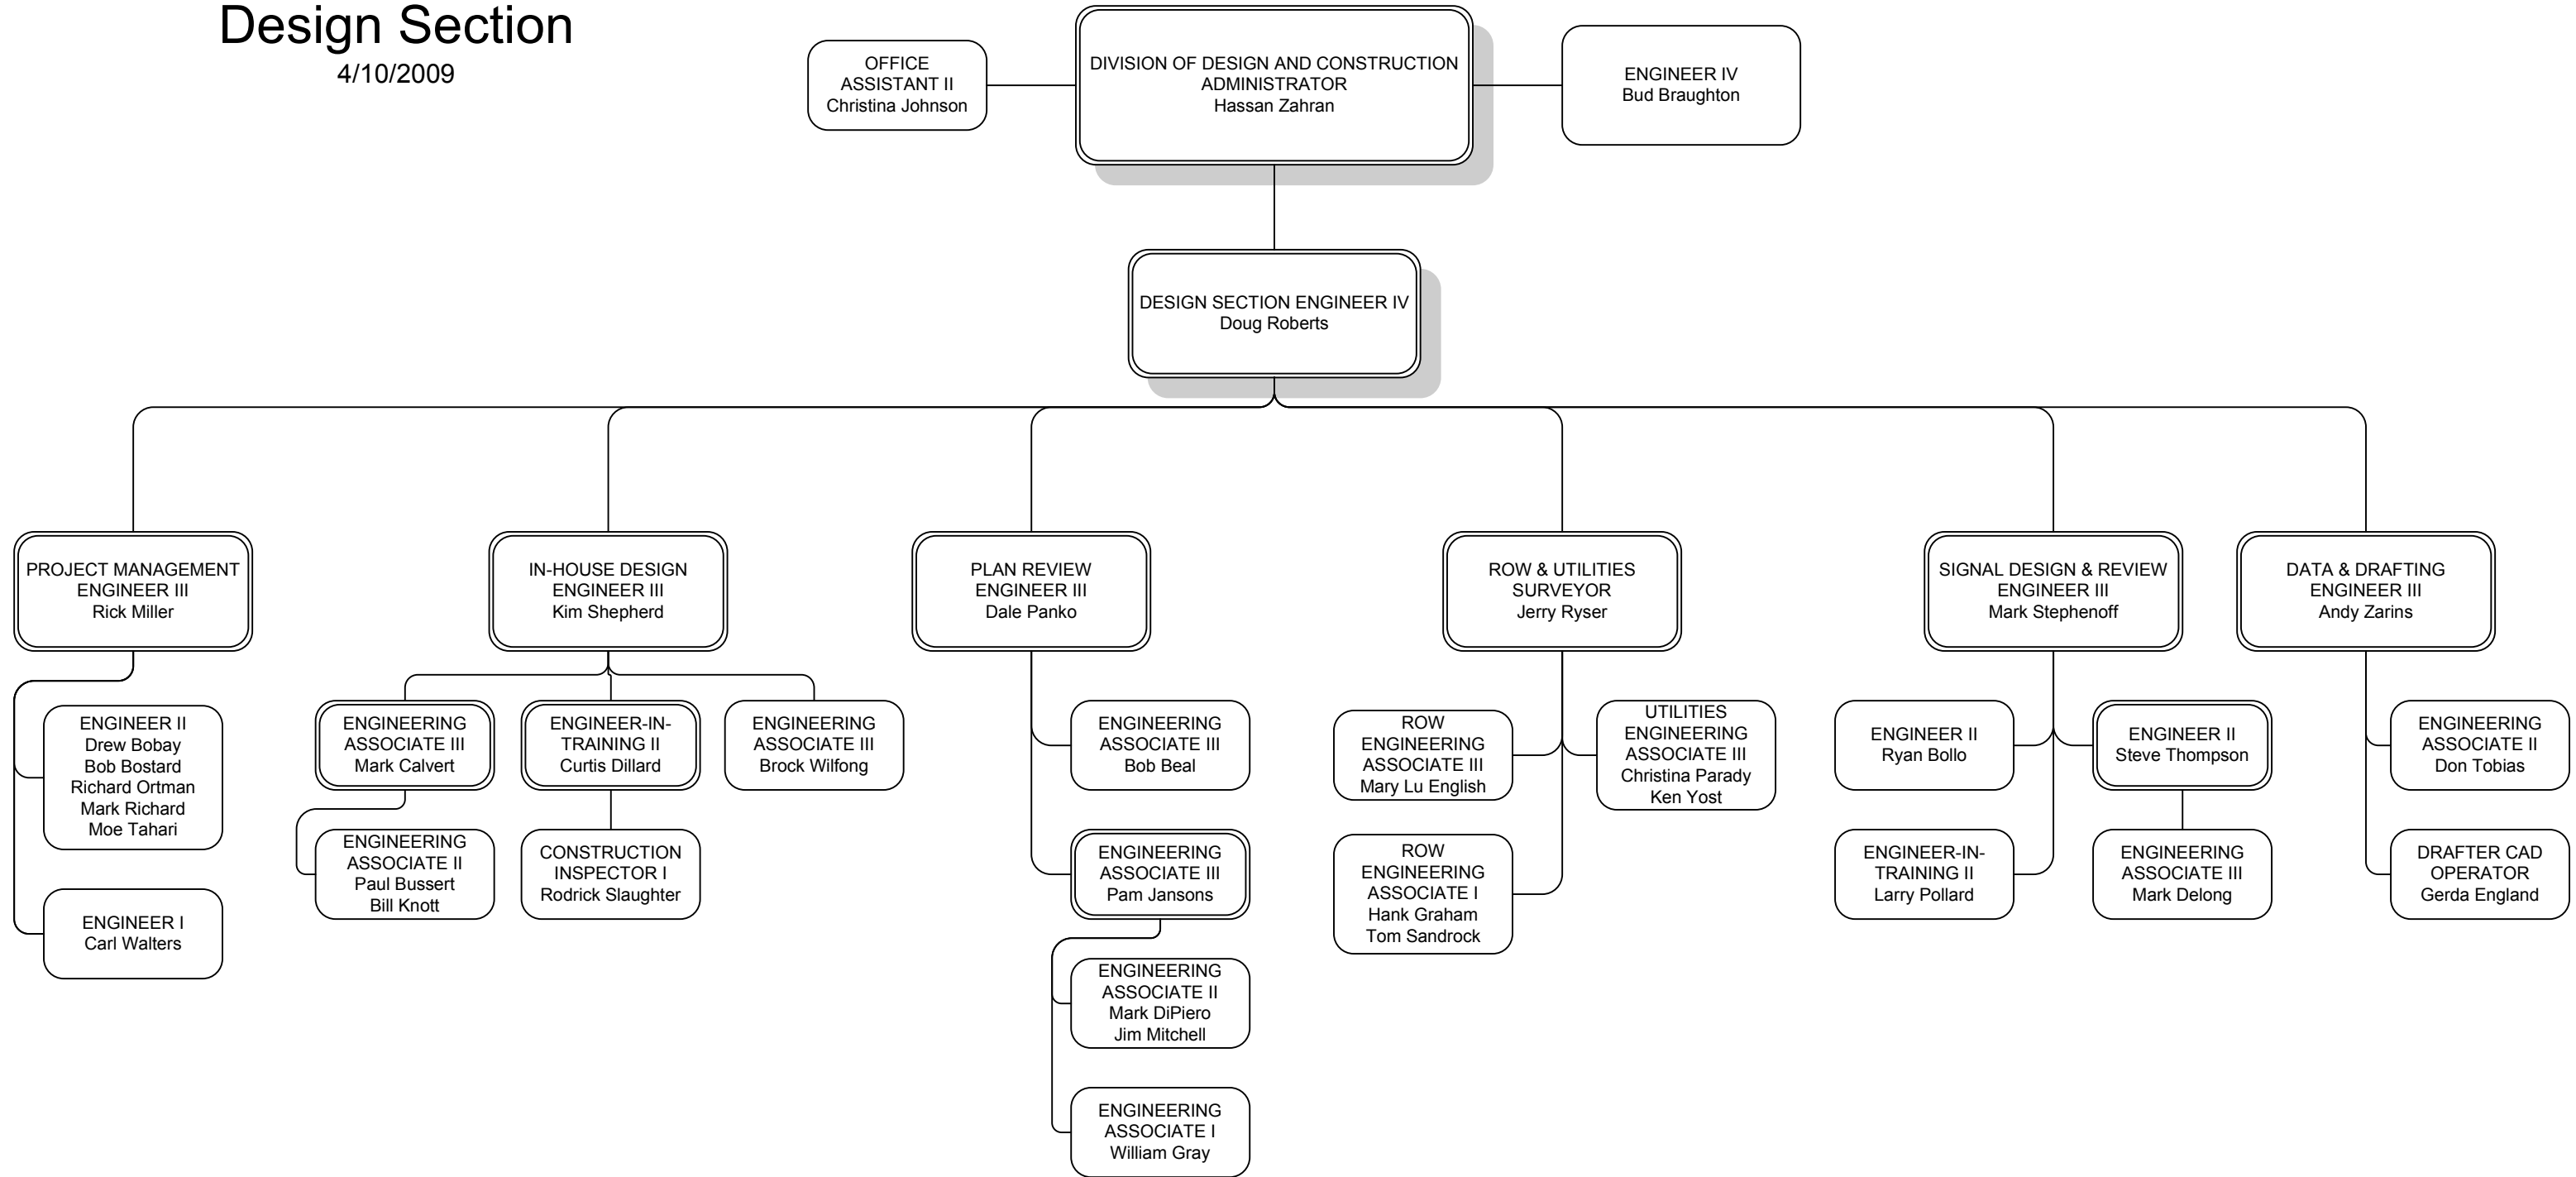 Design Section
4/10/2009
OFFICE
ASSISTANT II
Christina Johnson
DIVISION OF DESIGN AND CONSTRUCTION
ADMINISTRATOR
Hassan Zahran
ENGINEER IV
Bud Braughton
DESIGN SECTION ENGINEER IV
Doug Roberts
PROJECT MANAGEMENT
ENGINEER III
Rick Miller
IN-HOUSE DESIGN
ENGINEER III
Kim Shepherd
PLAN REVIEW
ENGINEER III
Dale Panko
ROW & UTILITIES
SURVEYOR
Jerry Ryser
SIGNAL DESIGN & REVIEW
ENGINEER III
Mark Stephenoff
DATA & DRAFTING
ENGINEER III
Andy Zarins
ENGINEER II
Drew Bobay
Bob Bostard
Richard Ortman
Mark Richard
Moe Tahari
ENGINEER I
Carl Walters
ENGINEERING
ASSOCIATE III
Mark Calvert
ENGINEER-IN-
TRAINING II
Curtis Dillard
ENGINEERING
ASSOCIATE III
Brock Wilfong
ENGINEERING
ASSOCIATE II
Paul Bussert
Bill Knott
CONSTRUCTION
INSPECTOR I
Rodrick Slaughter
ENGINEERING
ASSOCIATE III
Bob Beal
ENGINEERING
ASSOCIATE III
Pam Jansons
ENGINEERING
ASSOCIATE II
Mark DiPiero
Jim Mitchell
ENGINEERING
ASSOCIATE I
William Gray
ROW
ENGINEERING
ASSOCIATE III
Mary Lu English
UTILITIES
ENGINEERING
ASSOCIATE III
Christina Parady
Ken Yost
ROW
ENGINEERING
ASSOCIATE I
Hank Graham
Tom Sandrock
ENGINEER II
Ryan Bollo
ENGINEER II
Steve Thompson
ENGINEER-IN-
TRAINING II
Larry Pollard
ENGINEERING
ASSOCIATE III
Mark Delong
ENGINEERING
ASSOCIATE II
Don Tobias
DRAFTER CAD
OPERATOR
Gerda England